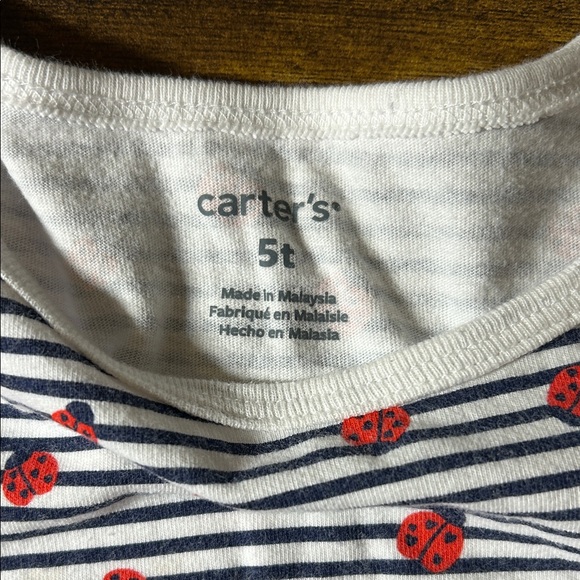 carter's
5t
Made in Malaysia
Fabriqué en Malaisie
Hecho en Malasia